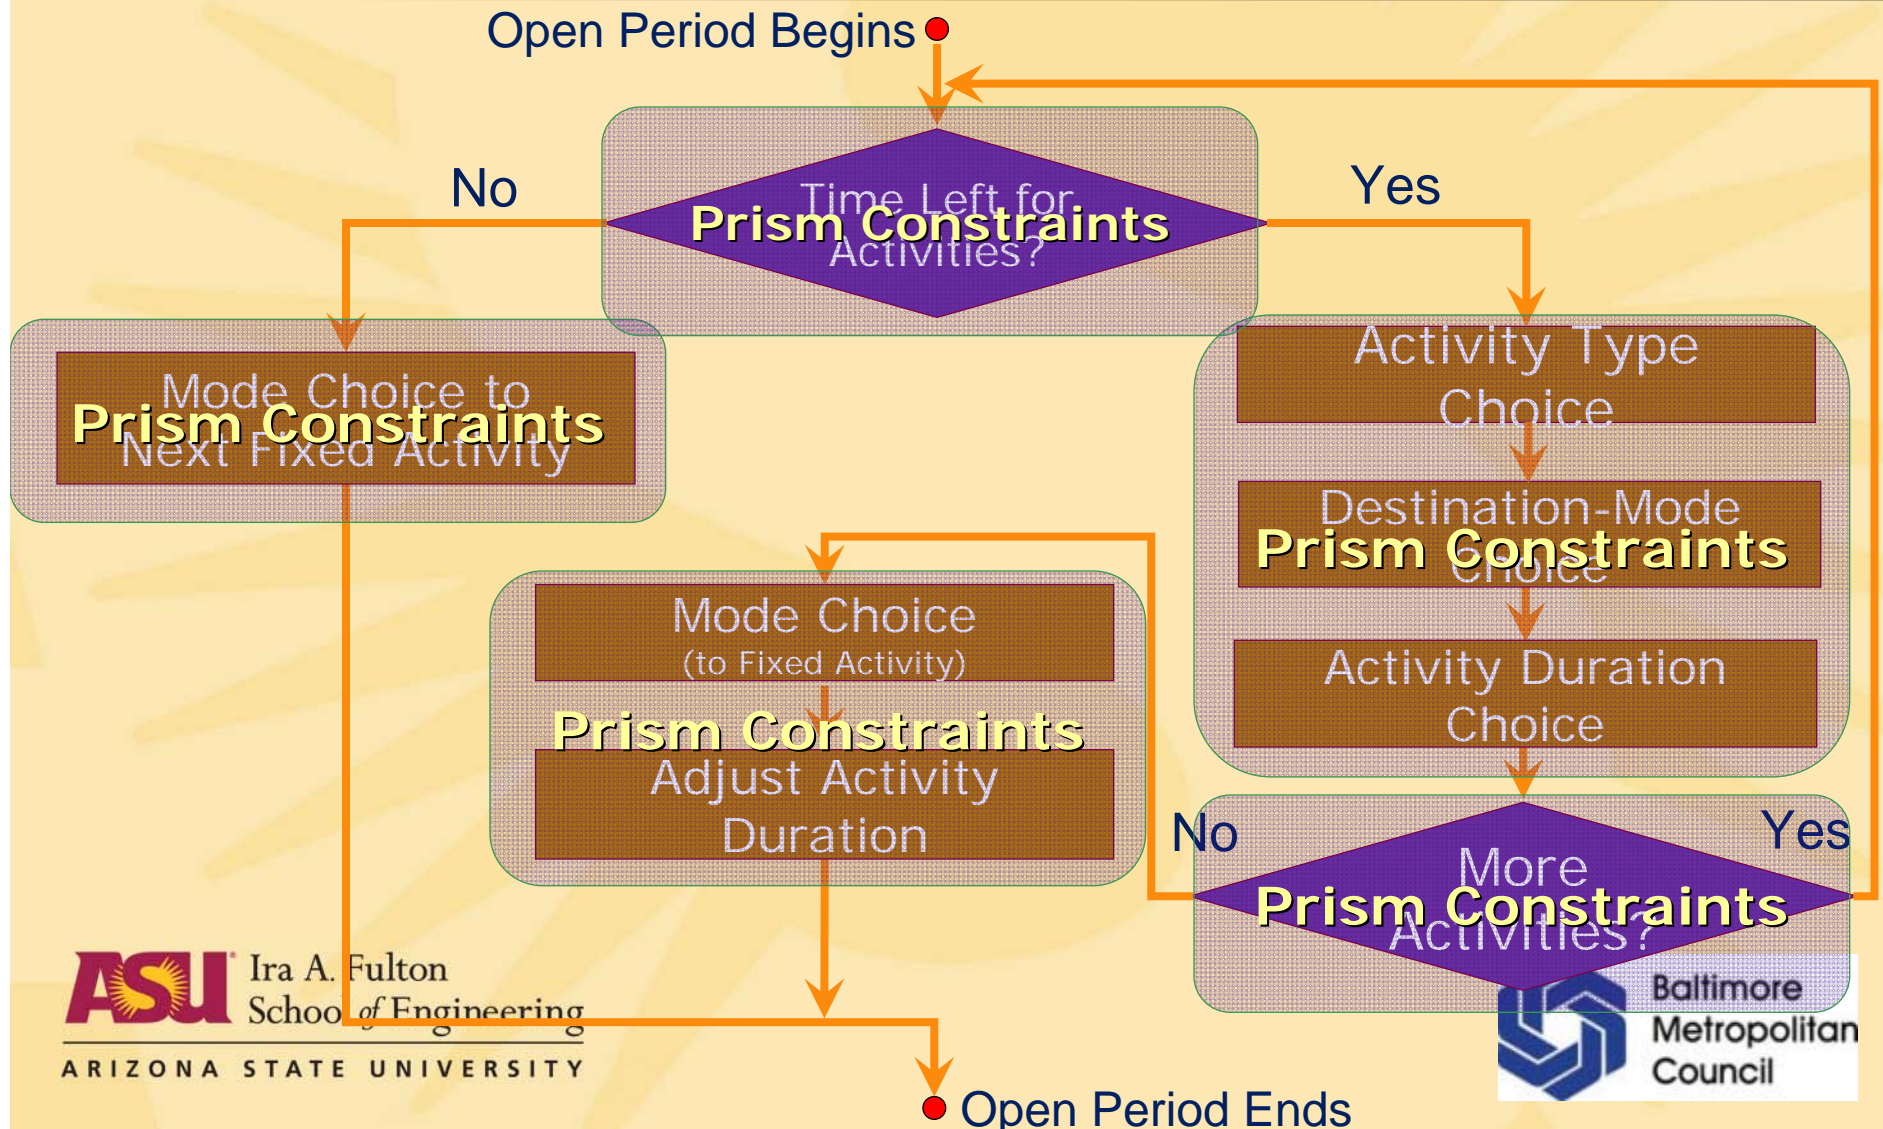 Open Period Begins
No
Yes
Time Left for
Activities?
Prism Constraints
Mode Choice to
Next Fixed Activity
Prism Constraints
Activity Type
Choice
Destination-Mode
Choice
Prism Constraints
Activity Duration
Choice
Mode Choice
(to Fixed Activity)
Prism Constraints
Adjust Activity
Duration
No
Yes
More
Activities?
Prism Constraints
ASU
Ira A. Fulton
School of Engineering
ARIZONA STATE UNIVERSITY
Baltimore
Metropolitan
Council
Open Period Ends